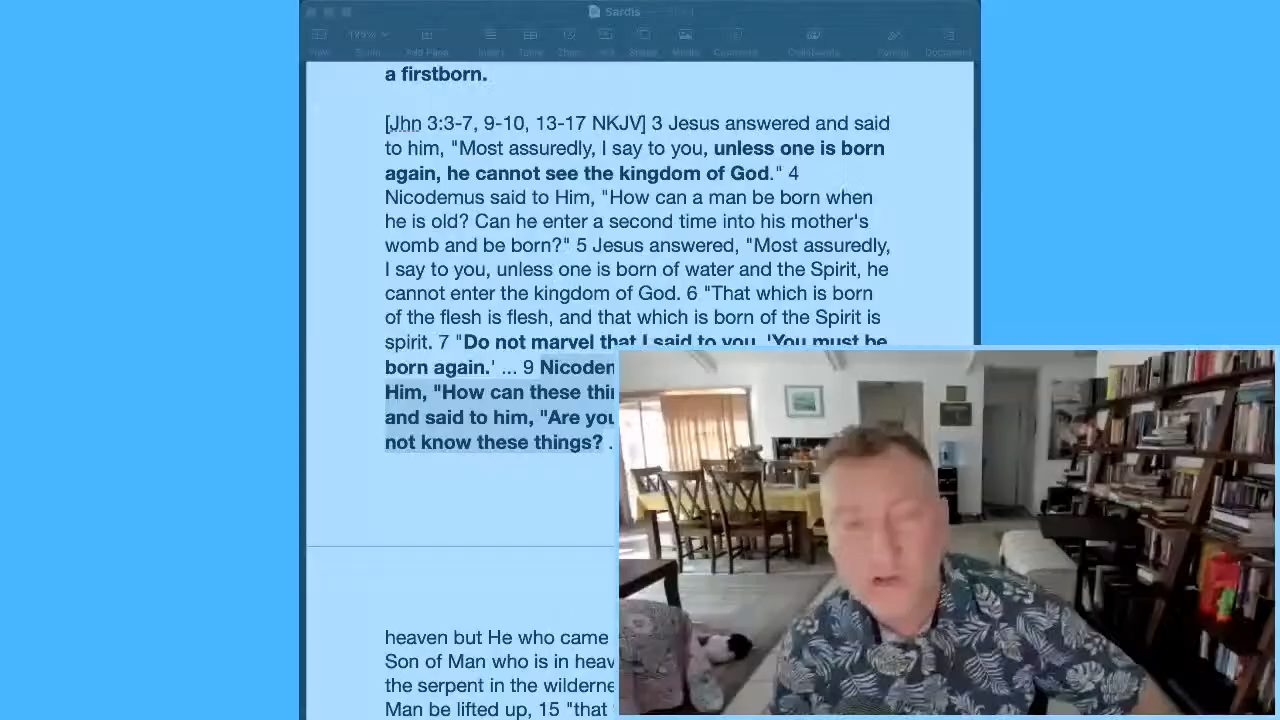 Sardis
175%
a firstborn.
[Jhn 3:3-7, 9-10, 13-17 NKJV] 3 Jesus answered and said
to him, "Most assuredly, I say to you, unless one is born
again, he cannot see the kingdom of God." 4
Nicodemus said to Him, "How can a man be born when
he is old? Can he enter a second time into his mother's
womb and be born?" 5 Jesus answered, "Most assuredly,
I say to you, unless one is born of water and the Spirit, he
cannot enter the kingdom of God. 6 "That which is born
of the flesh is flesh, and that which is born of the Spirit is
spirit. 7 "Do not marvel that I said to you, 'You must be
born again.' ... 9 Nicoden
Him, "How can these thi
and said to him, "Are you
not know these things? .
heaven but He who came
Son of Man who is in heav
the serpent in the wilderne
Man be lifted up, 15 "that